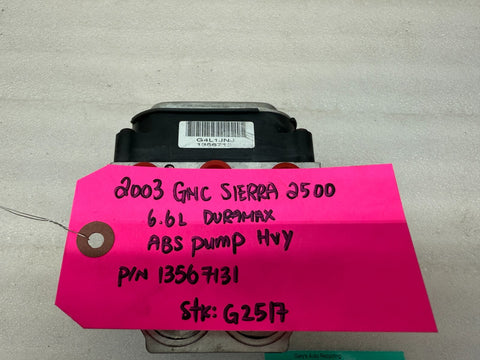 G4L1JNJ
2003 GMC SIERRA 2500
6.6L DURAMAX
ABS pump HVY
P/N 13567131
Stk: G2517